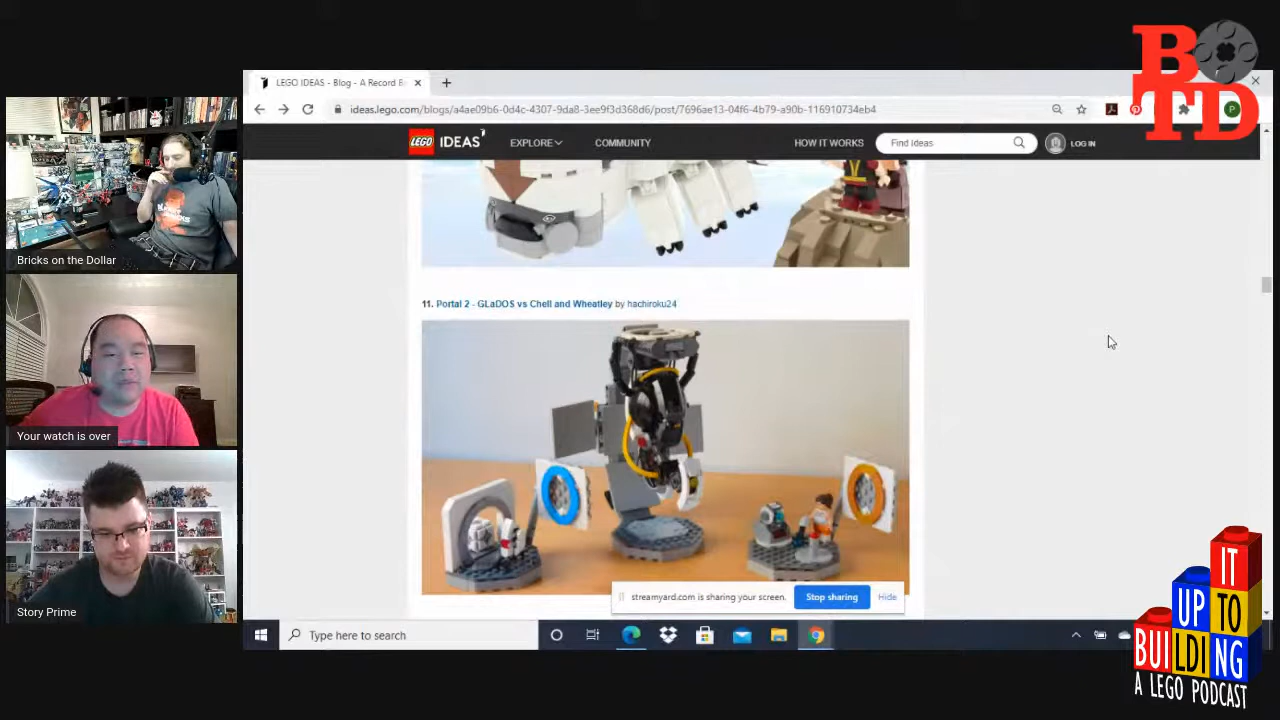 BOTD
LEGO IDEAS - Blog - A Record B
ideas.lego.com/blogs/a4ae09b6-0d4c-4307-9da8-3ee9f3d368d6/post/7696ae13-04f6-4b79-a90b-116910734eb4
P
LEGO IDEAS EXPLORE COMMUNITY HOW IT WORKS Find Ideas LOG IN
11. Portal 2 - GLaDOS vs Chell and Wheatley by hachiroku24
Bricks on the Dollar
Your watch is over
Story Prime
streamyard.com is sharing your screen. Stop sharing Hide
Type here to search
BUILDING
UP
TO
IT
A LEGO PODCAST